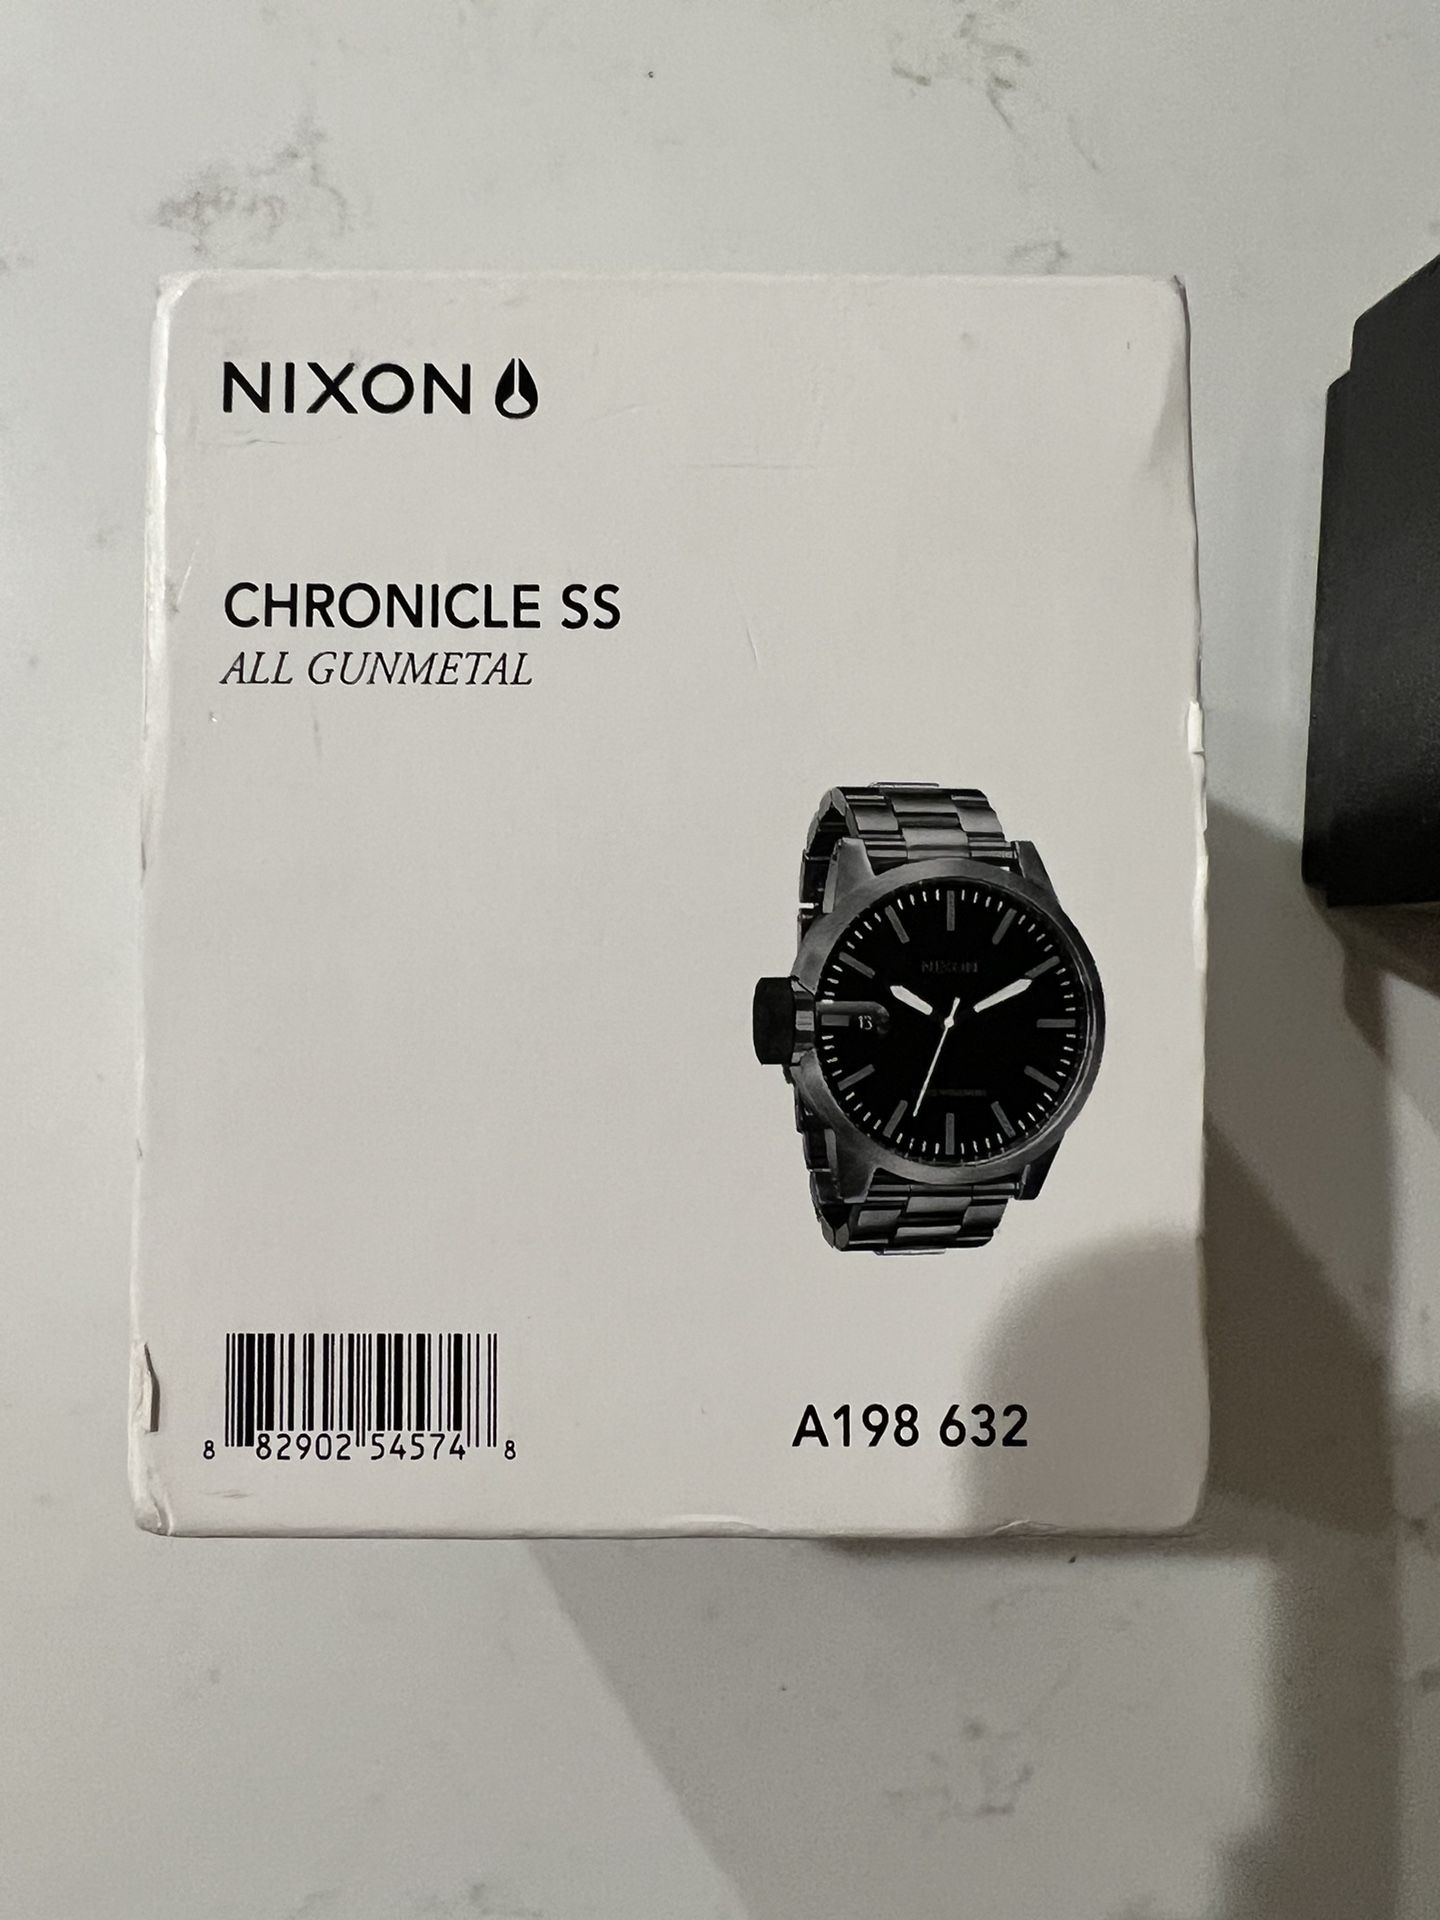 NIXON
CHRONICLE SS
ALL GUNMETAL
NIXON
13
8 82902 54574 8
A198 632